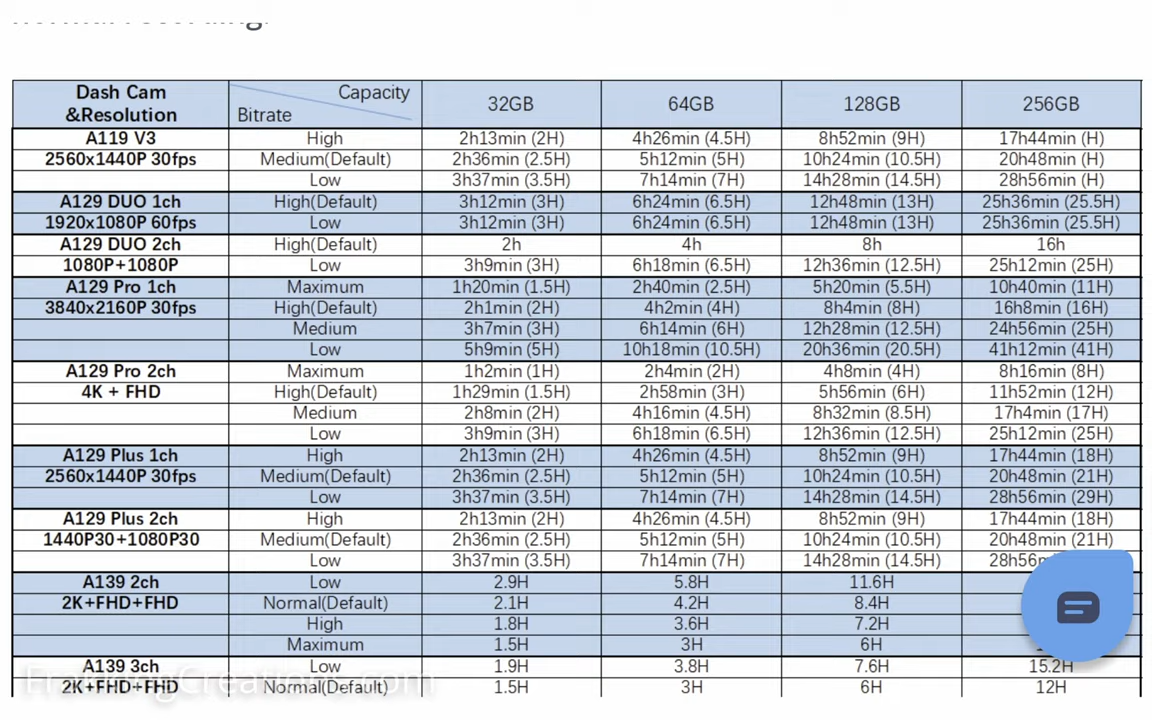 Dash Cam &Resolution Capacity Bitrate 32GB 64GB 128GB 256GB
A119 V3 High 2h13min (2H) 4h26min (4.5H) 8h52min (9H) 17h44min (H)
2560x1440P 30fps Medium(Default) 2h36min (2.5H) 5h12min (5H) 10h24min (10.5H) 20h48min (H)
Low 3h37min (3.5H) 7h14min (7H) 14h28min (14.5H) 28h56min (H)
A129 DUO 1ch High(Default) 3h12min (3H) 6h24min (6.5H) 12h48min (13H) 25h36min (25.5H)
1920x1080P 60fps Low 3h12min (3H) 6h24min (6.5H) 12h48min (13H) 25h36min (25.5H)
A129 DUO 2ch High(Default) 2h 4h 8h 16h
1080P+1080P Low 3h9min (3H) 6h18min (6.5H) 12h36min (12.5H) 25h12min (25H)
A129 Pro 1ch Maximum 1h20min (1.5H) 2h40min (2.5H) 5h20min (5.5H) 10h40min (11H)
3840x2160P 30fps High(Default) 2h1min (2H) 4h2min (4H) 8h4min (8H) 16h8min (16H)
Medium 3h7min (3H) 6h14min (6H) 12h28min (12.5H) 24h56min (25H)
Low 5h9min (5H) 10h18min (10.5H) 20h36min (20.5H) 41h12min (41H)
A129 Pro 2ch Maximum 1h2min (1H) 2h4min (2H) 4h8min (4H) 8h16min (8H)
4K + FHD High(Default) 1h29min (1.5H) 2h58min (3H) 5h56min (6H) 11h52min (12H)
Medium 2h8min (2H) 4h16min (4.5H) 8h32min (8.5H) 17h4min (17H)
Low 3h9min (3H) 6h18min (6.5H) 12h36min (12.5H) 25h12min (25H)
A129 Plus 1ch High 2h13min (2H) 4h26min (4.5H) 8h52min (9H) 17h44min (18H)
2560x1440P 30fps Medium(Default) 2h36min (2.5H) 5h12min (5H) 10h24min (10.5H) 20h48min (21H)
Low 3h37min (3.5H) 7h14min (7H) 14h28min (14.5H) 28h56min (29H)
A129 Plus 2ch High 2h13min (2H) 4h26min (4.5H) 8h52min (9H) 17h44min (18H)
1440P30+1080P30 Medium(Default) 2h36min (2.5H) 5h12min (5H) 10h24min (10.5H) 20h48min (21H)
Low 3h37min (3.5H) 7h14min (7H) 14h28min (14.5H)
A139 2ch Low 2.9H 5.8H 11.6H
2K+FHD+FHD Normal(Default) 2.1H 4.2H 8.4H
High 1.8H 3.6H 7.2H
Maximum 1.5H 3H 6H
A139 3ch Low 1.9H 3.8H 7.6H 15.2H
2K+FHD+FHD Normal(Default) 1.5H 3H 6H 12H